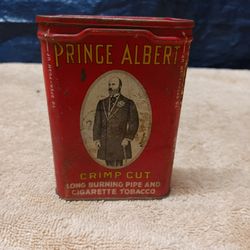 PRINCE ALBERT
CRIMP CUT
LONG BURNING PIPE AND
CIGARETTE TOBACCO